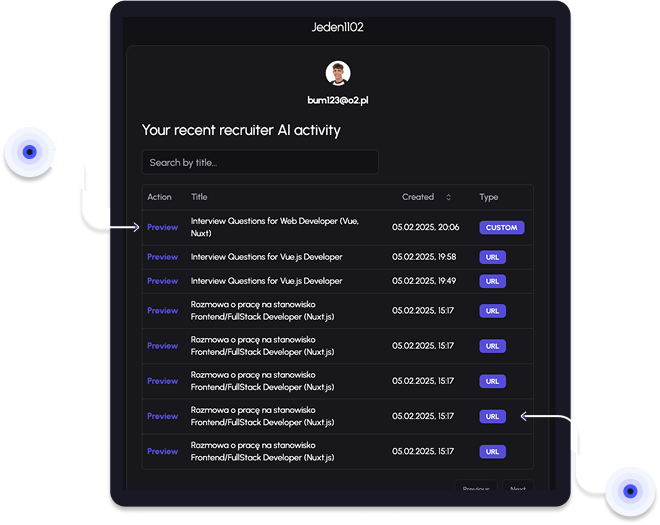 Jeden1102
bum123@o2.pl
Your recent recruiter AI activity
Search by title...
Action Title Created Type
Preview Interview Questions for Web Developer (Vue, 05.02.2025, 20:06 CUSTOM
Nuxt)
Preview Interview Questions for Vue.js Developer 05.02.2025, 19:58 URL
Preview Interview Questions for Vue.js Developer 05.02.2025, 19:49 URL
Preview Rozmowa o pracę na stanowisko 05.02.2025, 15:17 URL
Frontend/FullStack Developer (Nuxt.js)
Preview Rozmowa o pracę na stanowisko 05.02.2025, 15:17 URL
Frontend/FullStack Developer (Nuxt.js)
Preview Rozmowa o pracę na stanowisko 05.02.2025, 15:17 URL
Frontend/FullStack Developer (Nuxt.js)
Preview Rozmowa o pracę na stanowisko 05.02.2025, 15:17 URL
Frontend/FullStack Developer (Nuxt.js)
Preview Rozmowa o pracę na stanowisko 05.02.2025, 15:17 URL
Frontend/FullStack Developer (Nuxt.js)
Previous Next